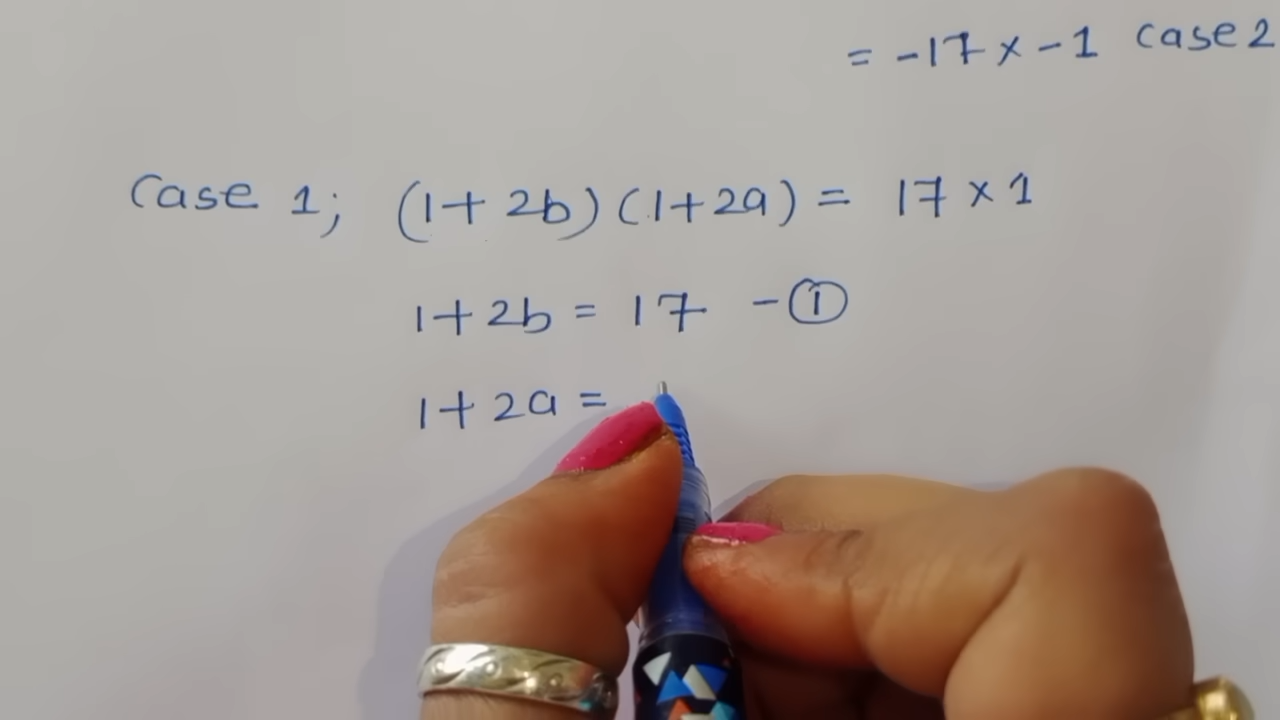 = -17 × -1 case 2
Case 1; (1+ 2b) (1+2a) = 17 × 1
1+ 2b = 17 - ①
1+ 2a =